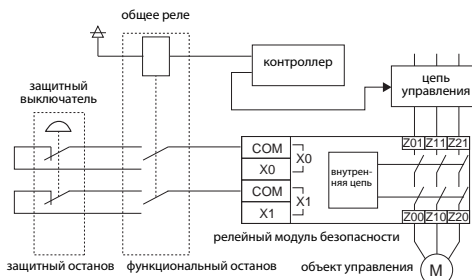 общее реле
контроллер
цепь
управления
защитный
выключатель
Z01 Z11 Z21
COM
X0
X0
COM
X1
X1
внутрен-
няя цепь
Z00 Z10 Z20
релейный модуль безопасности
защитный останов
функциональный останов
объект управления
M